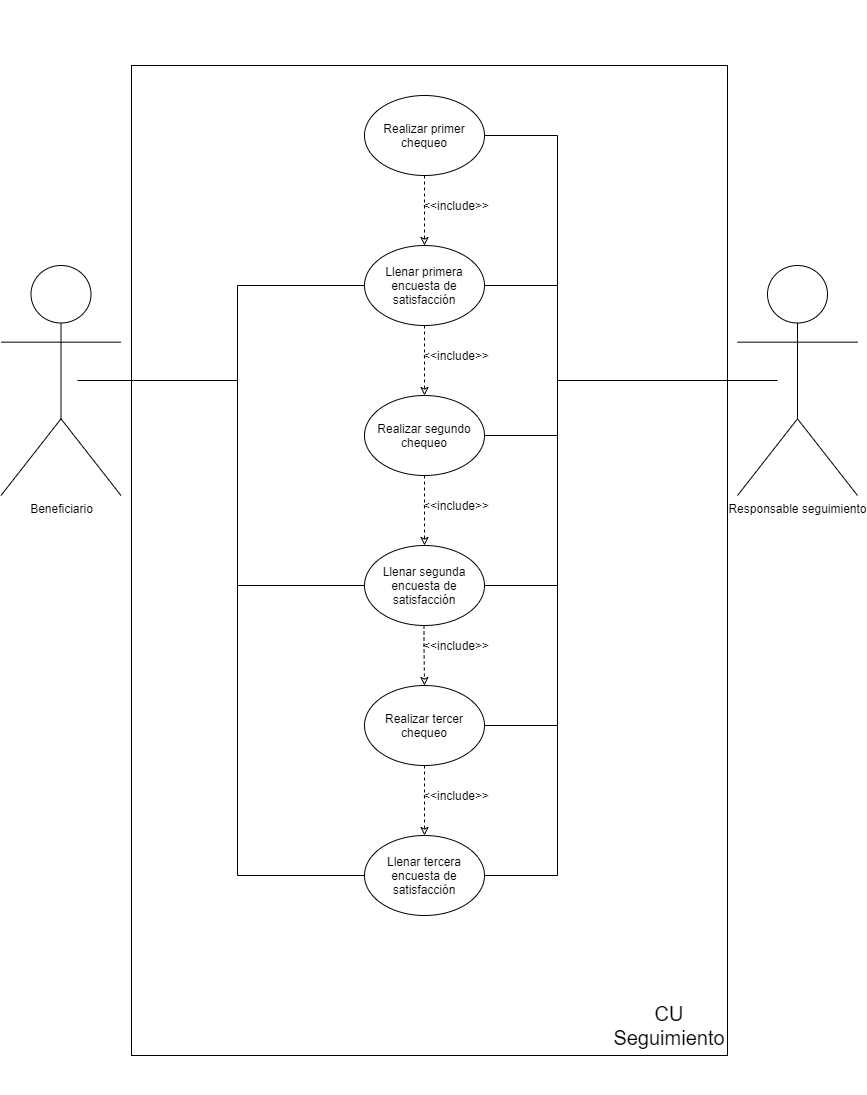 Realizar primer
chequeo
<<include>>
Llenar primera
encuesta de
satisfacción
<<include>>
Realizar segundo
chequeo
<<include>>
Beneficiario
Responsable seguimiento
Llenar segunda
encuesta de
satisfacción
<<include>>
Realizar tercer
chequeo
<<include>>
Llenar tercera
encuesta de
satisfacción
CU
Seguimiento